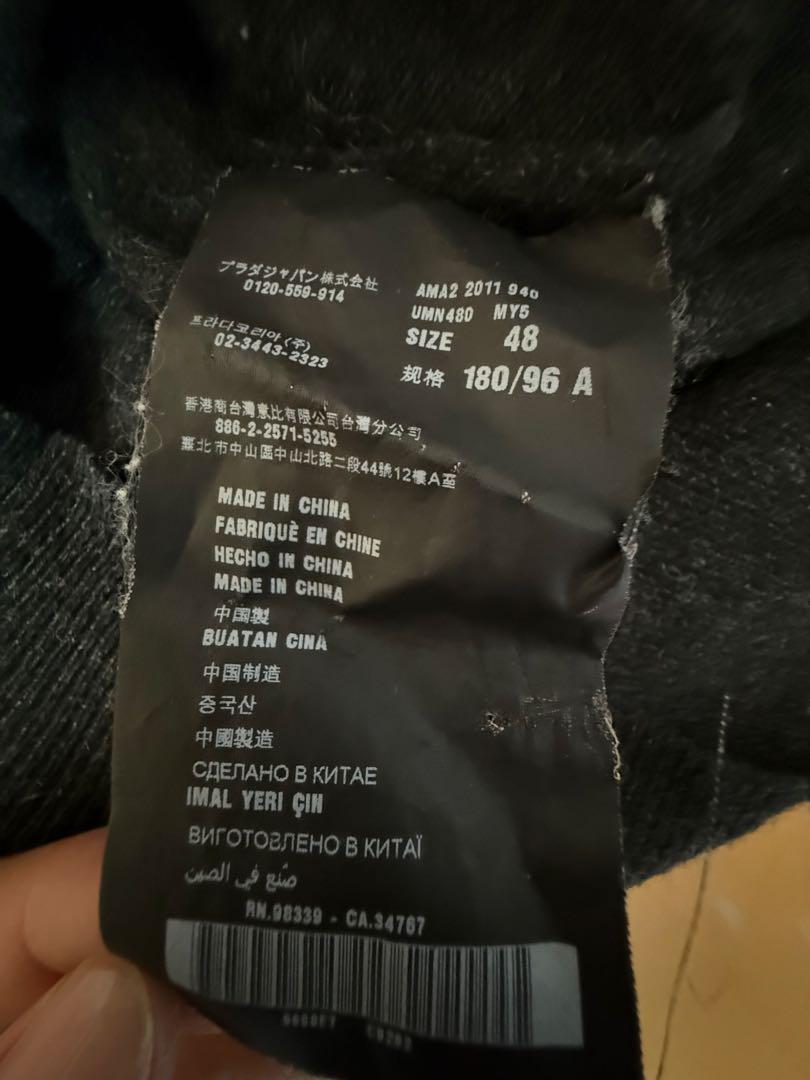 プラダジャパン株式会社
0120-559-914
프라다코리아 (주)
02-3443-2323
香港商台灣惠比有限公司台灣分公司
886-2-2571-5255
臺北市中山區中山北路二段44號12樓A室
AMA2 2011 946
UMN480 MY5
SIZE 48
规格 180/96 A
MADE IN CHINA
FABRIQUÈ EN CHINE
HECHO IN CHINA
MADE IN CHINA
中国製
BUATAN CINA
中国制造
중국산
中國製造
СДЕЛАНО В КИТАЕ
IMAL YERI ÇIN
ВИГОТОВЛЕНО В КИТАЇ
صُنع في الصين
RN.98339 - CA.34767